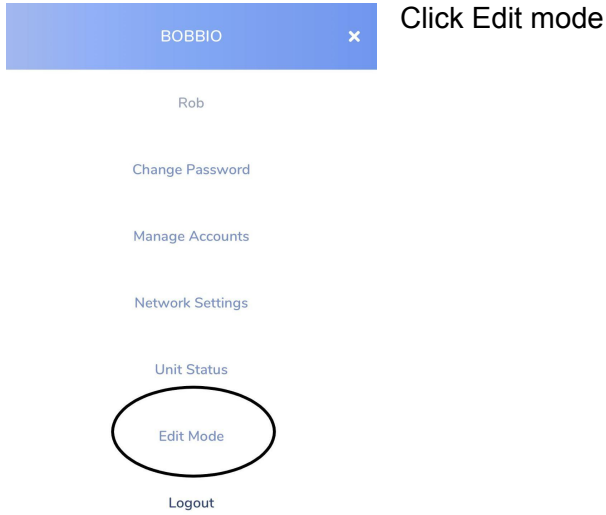 BOBBIO ×
Click Edit mode
Rob
Change Password
Manage Accounts
Network Settings
Unit Status
Edit Mode
Logout